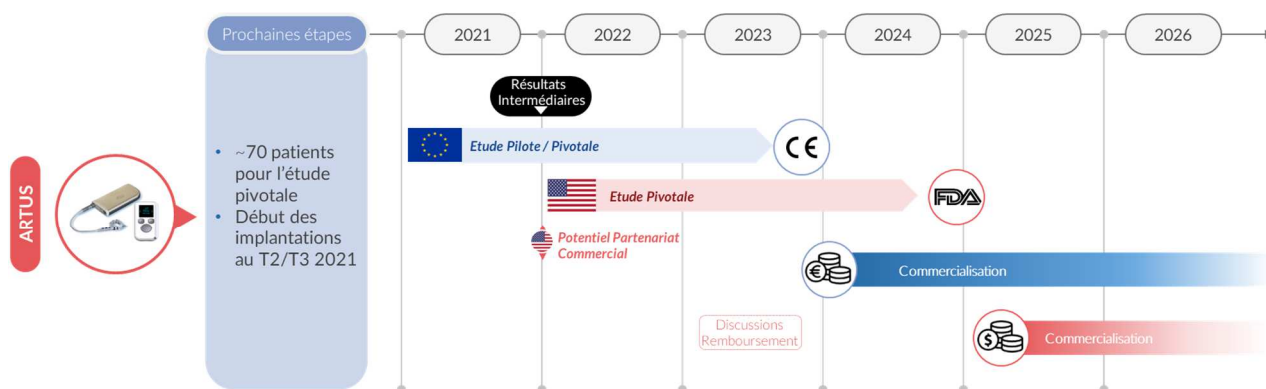 Prochaines étapes
2021
2022
2023
2024
2025
2026
Résultats
Intermédiaires
ARTUS
• ~70 patients
pour l'étude
pivotale
• Début des
implantations
au T2/T3 2021
Etude Pilote / Pivotale
CE
Etude Pivotale
FDA
Potentiel Partenariat
Commercial
€
Commercialisation
Discussions
Remboursement
$
Commercialisation